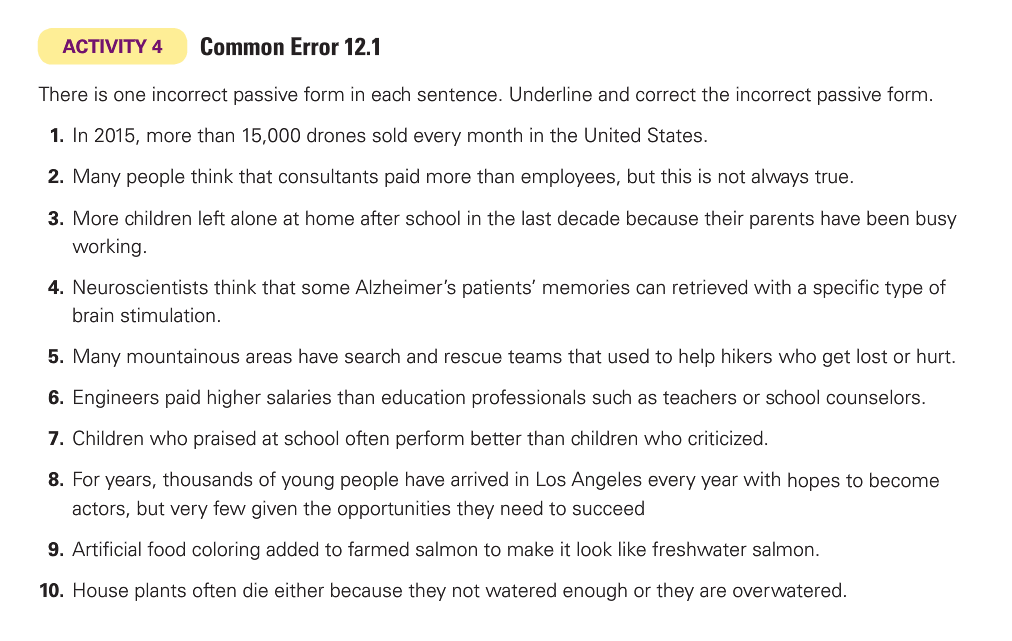 ACTIVITY 4 Common Error 12.1
There is one incorrect passive form in each sentence. Underline and correct the incorrect passive form.
1. In 2015, more than 15,000 drones sold every month in the United States.
2. Many people think that consultants paid more than employees, but this is not always true.
3. More children left alone at home after school in the last decade because their parents have been busy
working.
4. Neuroscientists think that some Alzheimer’s patients’ memories can retrieved with a specific type of
brain stimulation.
5. Many mountainous areas have search and rescue teams that used to help hikers who get lost or hurt.
6. Engineers paid higher salaries than education professionals such as teachers or school counselors.
7. Children who praised at school often perform better than children who criticized.
8. For years, thousands of young people have arrived in Los Angeles every year with hopes to become
actors, but very few given the opportunities they need to succeed
9. Artificial food coloring added to farmed salmon to make it look like freshwater salmon.
10. House plants often die either because they not watered enough or they are overwatered.